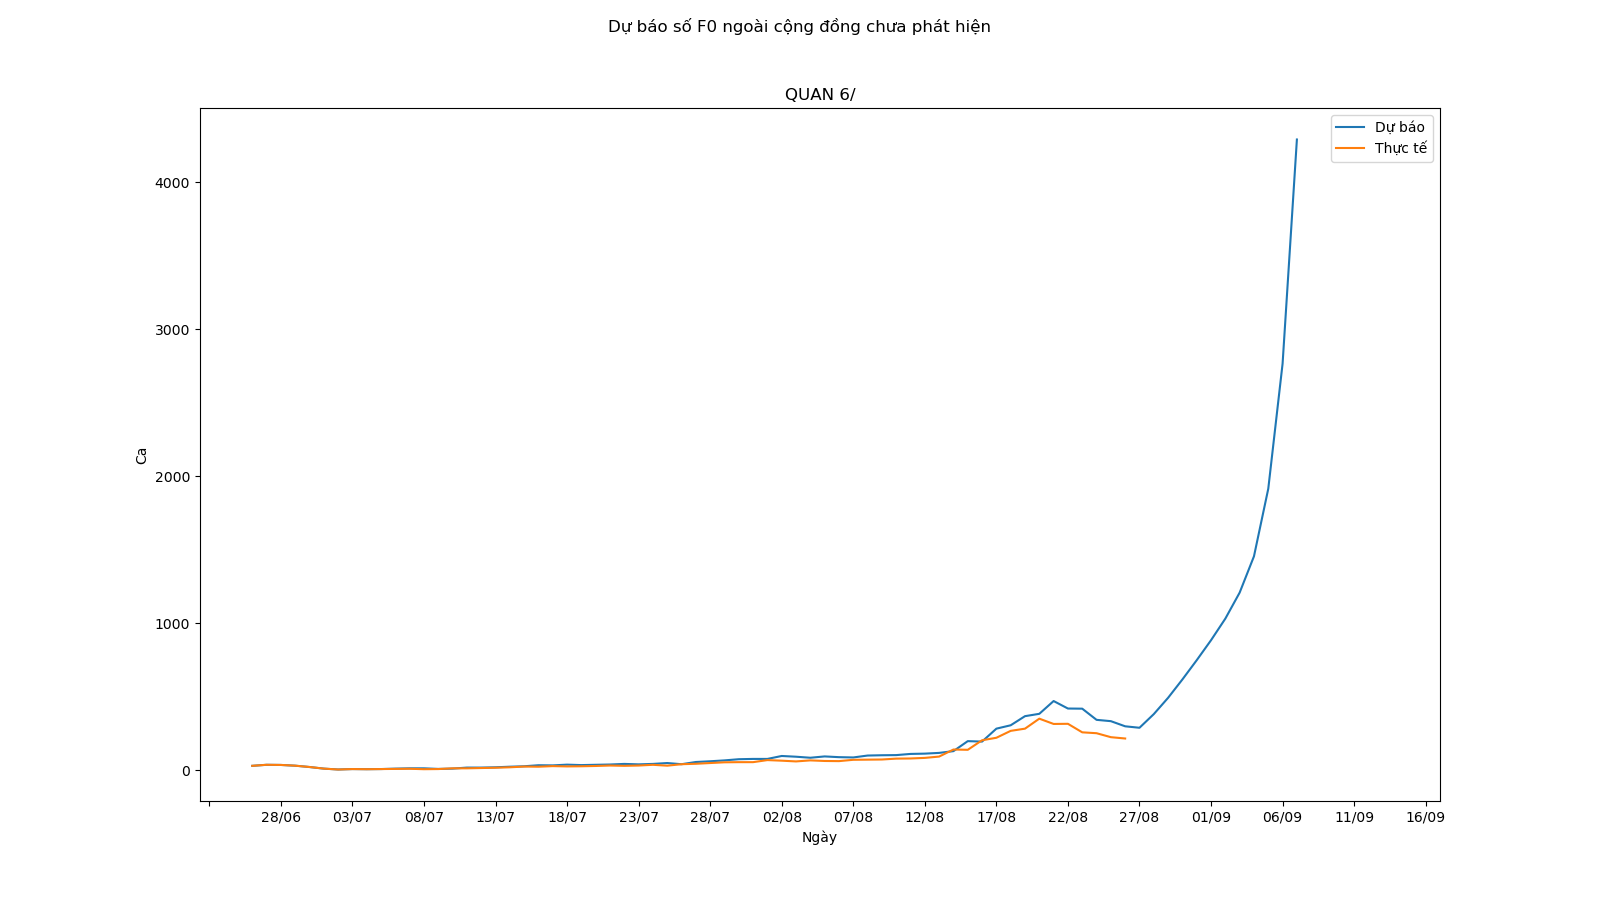 Dự báo số F0 ngoài cộng đồng chưa phát hiện
QUAN 6/
Dự báo
Thực tế
4000
3000
2000
1000
0
Ca
28/06 03/07 08/07 13/07 18/07 23/07 28/07 02/08 07/08 12/08 17/08 22/08 27/08 01/09 06/09 11/09 16/09
Ngày